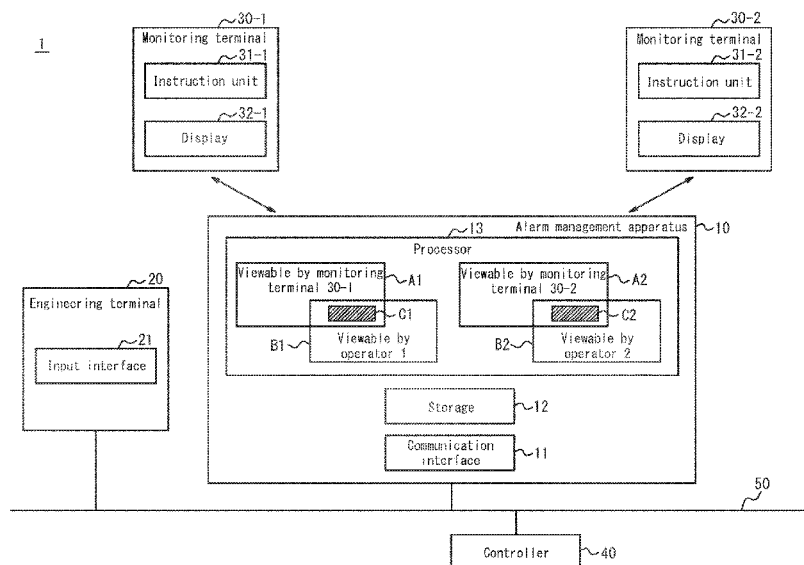 1
30-1
Monitoring terminal
31-1
Instruction unit
32-1
Display
30-2
Monitoring terminal
31-2
Instruction unit
32-2
Display
Alarm management apparatus
10
13
Processor
Viewable by monitoring
terminal 30-1
A1
C1
B1
Viewable by
operator 1
Viewable by monitoring
terminal 30-2
A2
C2
B2
Viewable by
operator 2
20
Engineering terminal
21
Input interface
Storage
12
Communication
interface
11
50
Controller
40